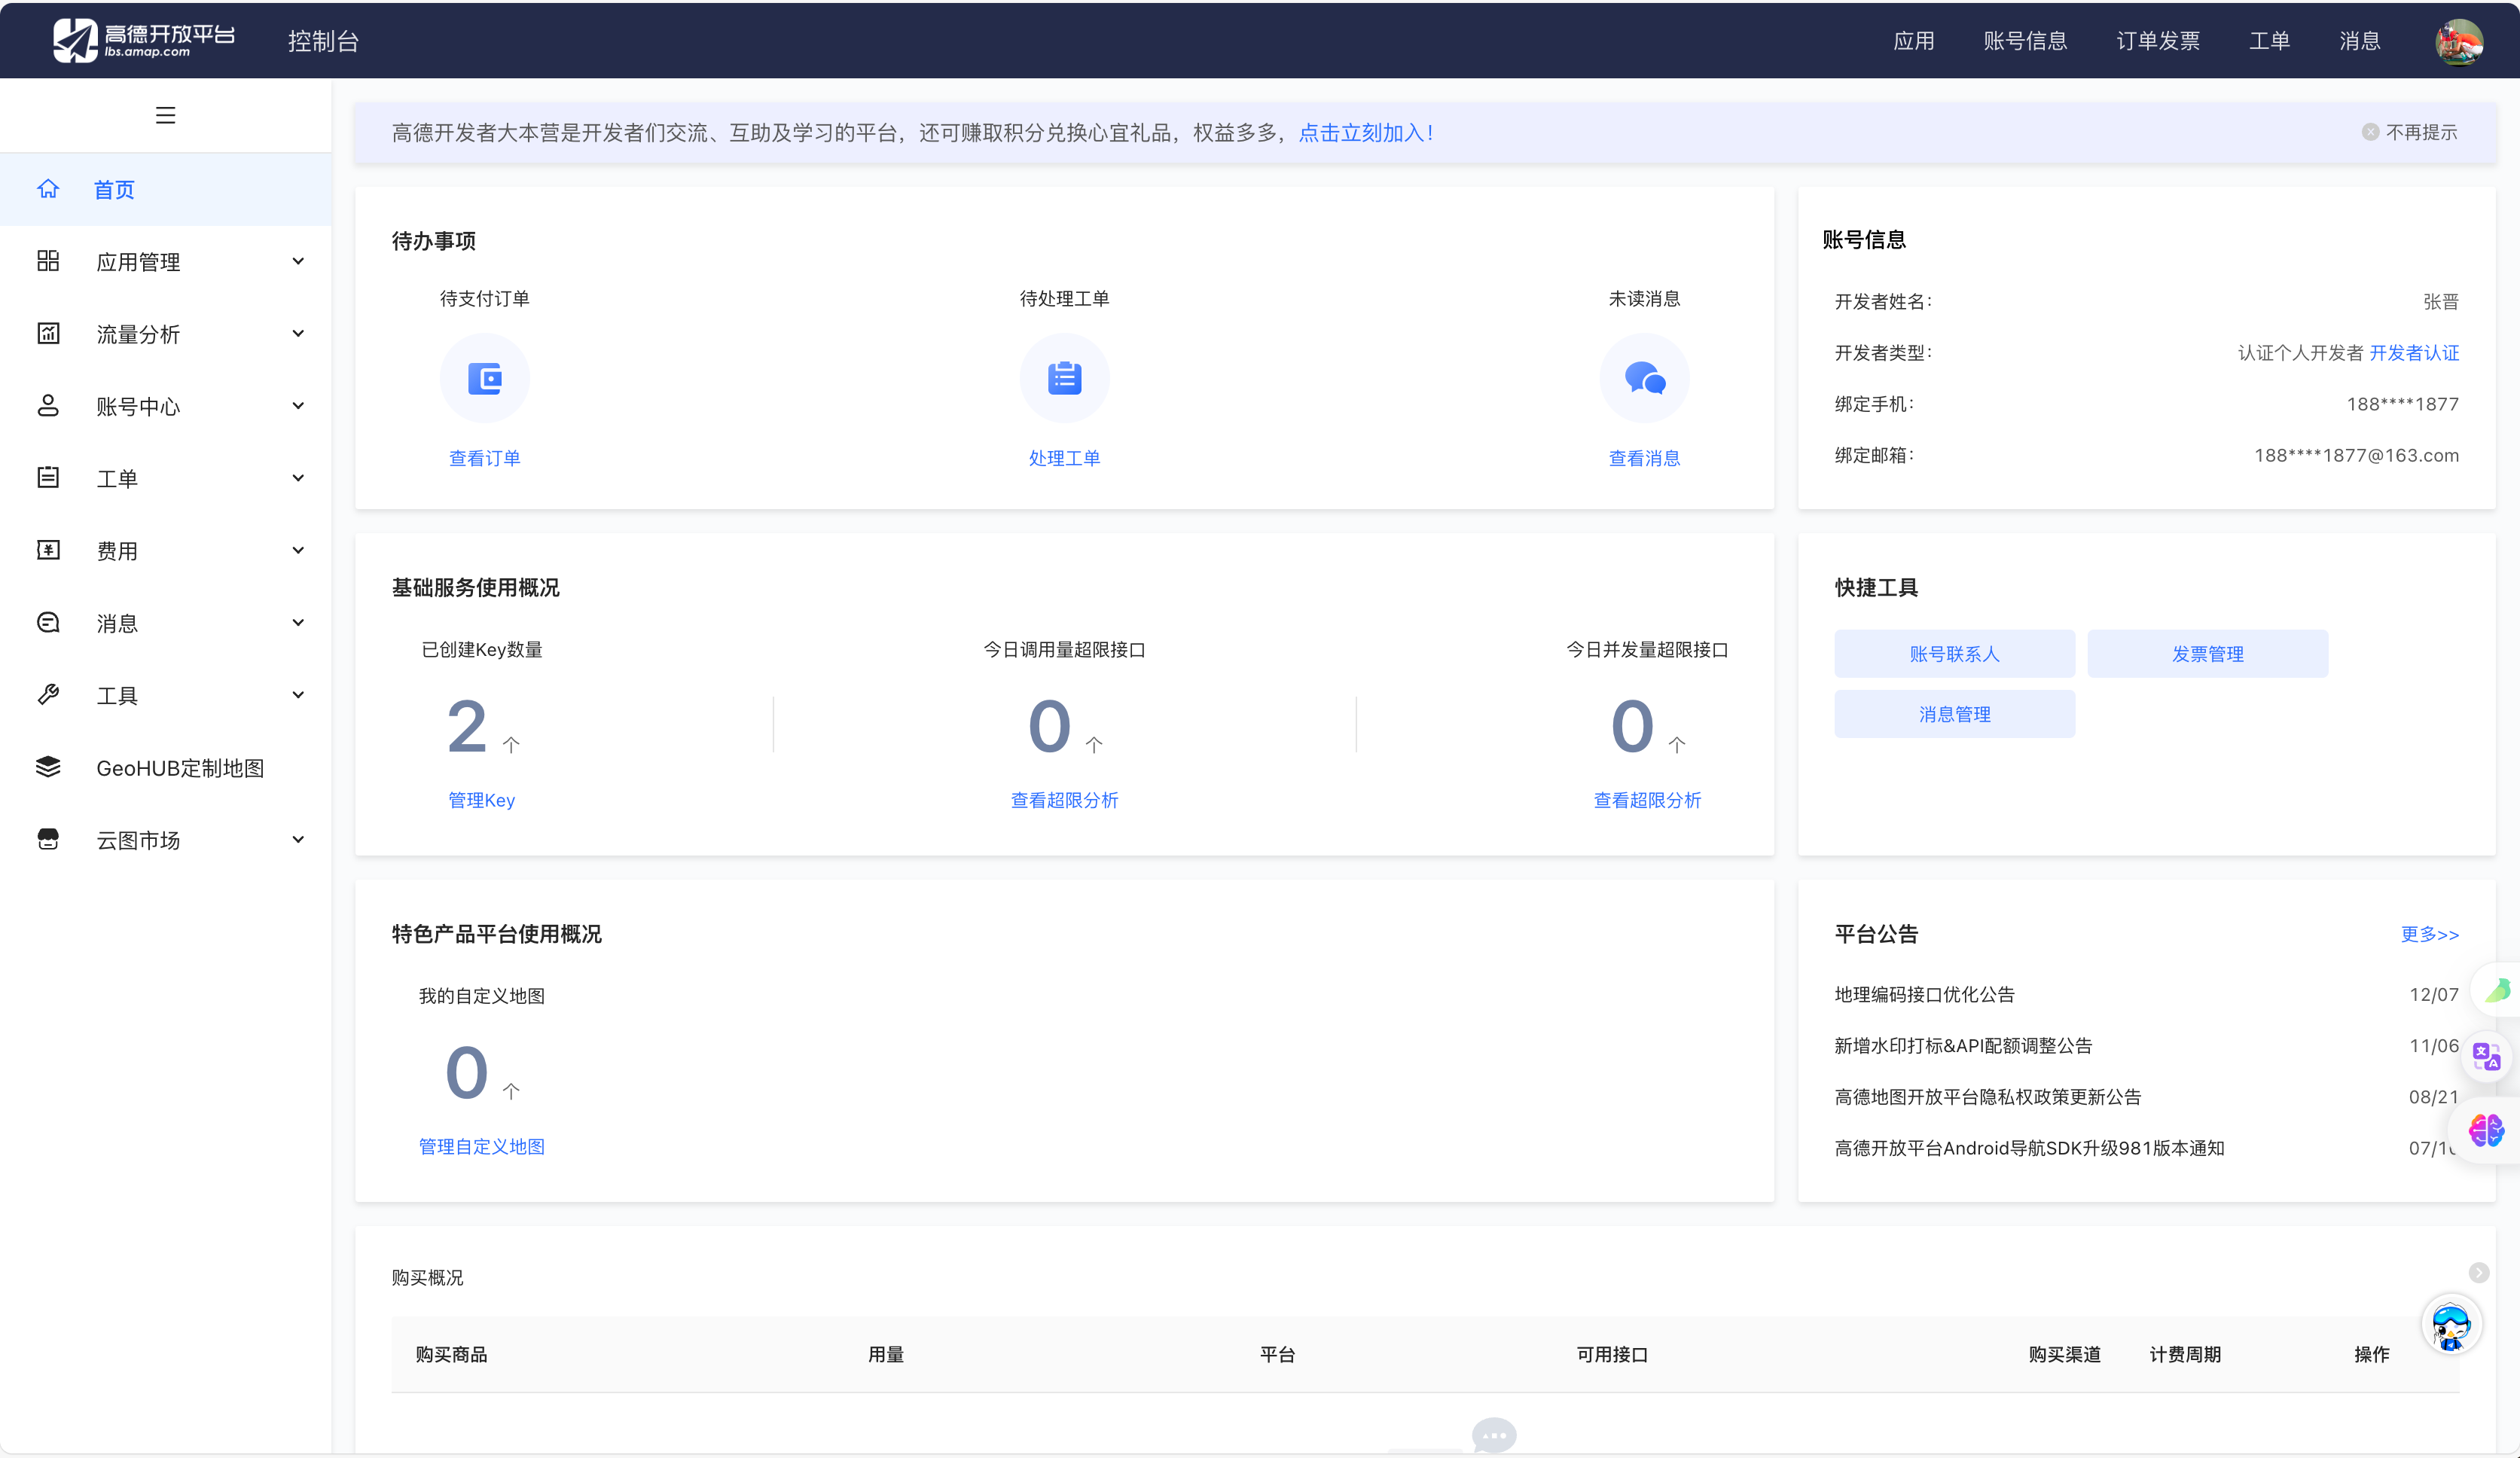 高德开放平台
lbs.amap.com
控制台
应用
账号信息
订单发票
工单
消息
首页
应用管理
流量分析
账号中心
工单
费用
消息
工具
GeoHUB定制地图
云图市场
高德开发者大本营是开发者们交流、互助及学习的平台，还可赚取积分兑换心宜礼品，权益多多，点击立刻加入！
不再提示
待办事项
待支付订单
待处理工单
未读消息
查看订单
处理工单
查看消息
账号信息
开发者姓名：
张晋
开发者类型：
认证个人开发者 开发者认证
绑定手机：
188****1877
绑定邮箱：
188****1877@163.com
基础服务使用概况
已创建Key数量
今日调用量超限接口
今日并发量超限接口
2 个
0 个
0 个
管理Key
查看超限分析
查看超限分析
快捷工具
账号联系人
发票管理
消息管理
特色产品平台使用概况
我的自定义地图
0 个
管理自定义地图
平台公告
更多>>
地理编码接口优化公告
12/07
新增水印打标&API配额调整公告
11/06
高德地图开放平台隐私权政策更新公告
08/21
高德开放平台Android导航SDK升级981版本通知
购买概况
购买商品
用量
平台
可用接口
购买渠道
计费周期
操作